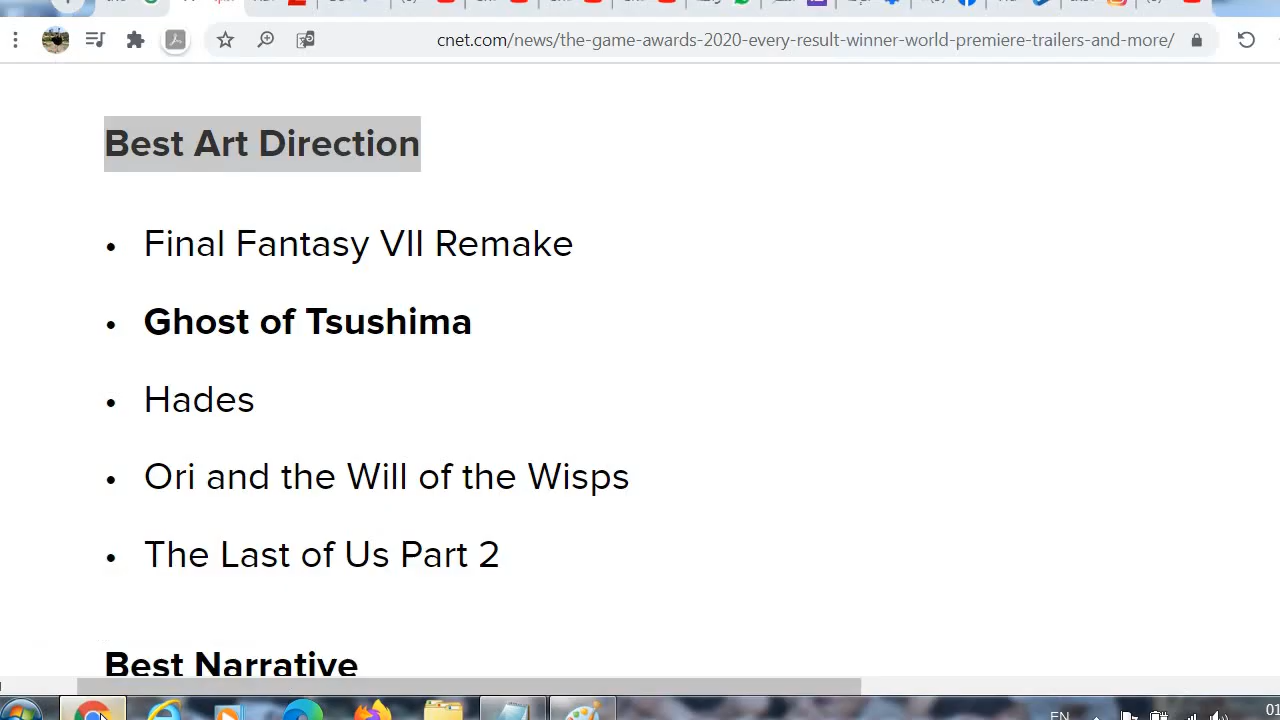 cnet.com/news/the-game-awards-2020-every-result-winner-world-premiere-trailers-and-more/
Best Art Direction
• Final Fantasy VII Remake
• Ghost of Tsushima
• Hades
• Ori and the Will of the Wisps
• The Last of Us Part 2
Best Narrative
EN
01